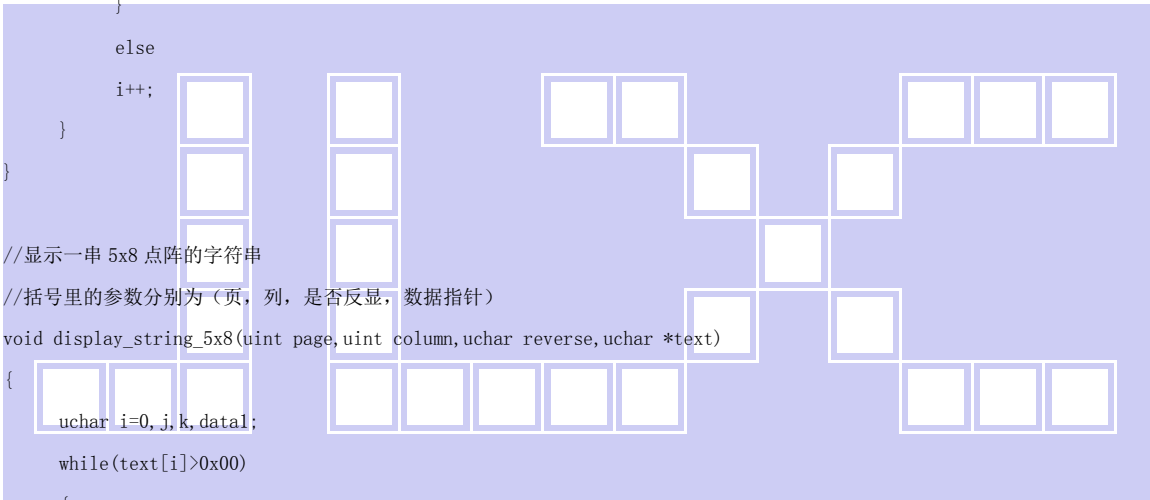 }
else
i++;
}
}
//显示一串 5x8 点阵的字符串
//括号里的参数分别为（页，列，是否反显，数据指针）
void display_string_5x8(uint page,uint column,uchar reverse,uchar *text)
{
uchar i=0,j,k,data1;
while(text[i]>0x00)
{